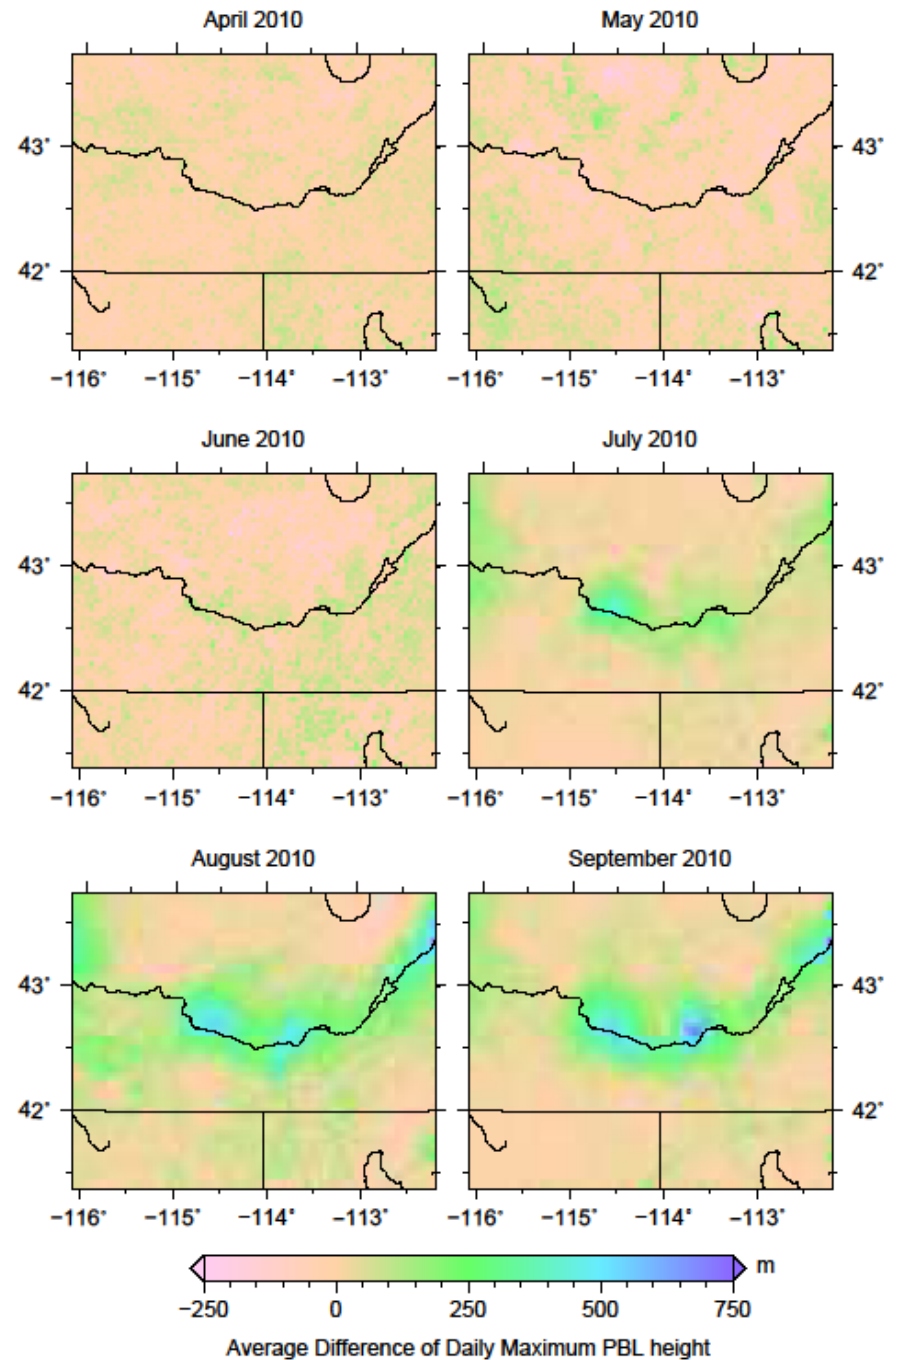 April 2010 May 2010
43° 43°
42° 42°
−116° −115° −114° −113° −116° −115° −114° −113°
June 2010 July 2010
43° 43°
42° 42°
−116° −115° −114° −113° −116° −115° −114° −113°
August 2010 September 2010
43° 43°
42° 42°
−116° −115° −114° −113° −116° −115° −114° −113°
m
−250 0 250 500 750
Average Difference of Daily Maximum PBL height